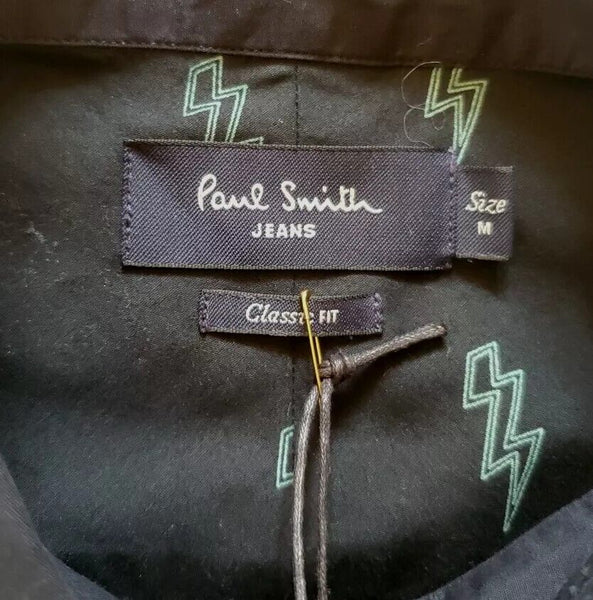 Paul Smith
JEANS
Size
M
Classic FIT